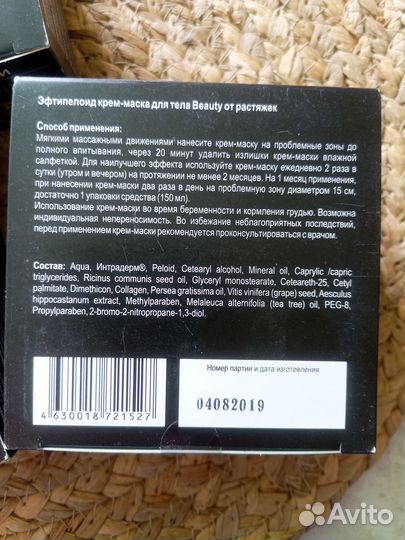 Эфтипелоид крем-маска для тела Beauty от растяжек
Способ применения:
Мягкими массажными движениями нанесите крем-маску на проблемные зоны до
полного впитывания, через 20 минут удалить излишки крем-маски влажной
салфеткой. Для наилучшего эффекта используйте крем-маску ежедневно 2 раза в
сутки (утром и вечером) на протяжении не менее 2 месяцев. На 1 месяц применения,
при нанесении крем-маски два раза в день на проблемную зону диаметром 15 см,
достаточно 1 упаковки средства (150 мл).
Использование крем-маски во время беременности и кормления грудью. Возможна
индивидуальная непереносимость. Во избежание неблагоприятных последствий,
перед применением крем-маски рекомендуется проконсультироваться с врачом.
Состав: Aqua, Интрадерм®, Peloid, Cetearyl alcohol, Mineral oil, Caprylic /capric
triglycerides, Ricinus communis seed oil, Glyceryl monostearate, Ceteareth-25, Cetyl
palmitate, Dimethicon, Collagen, Persea gratissima oil, Vitis vinifera (grape) seed, Aesculus
hippocastanum extract, Methylparaben, Melaleuca alternifolia (tea tree) oil, PEG-8,
Propylparaben, 2-bromo-2-nitropropane-1,3-diol.
Номер партии и дата изготовления
04082019
4 630018 721527
Avito